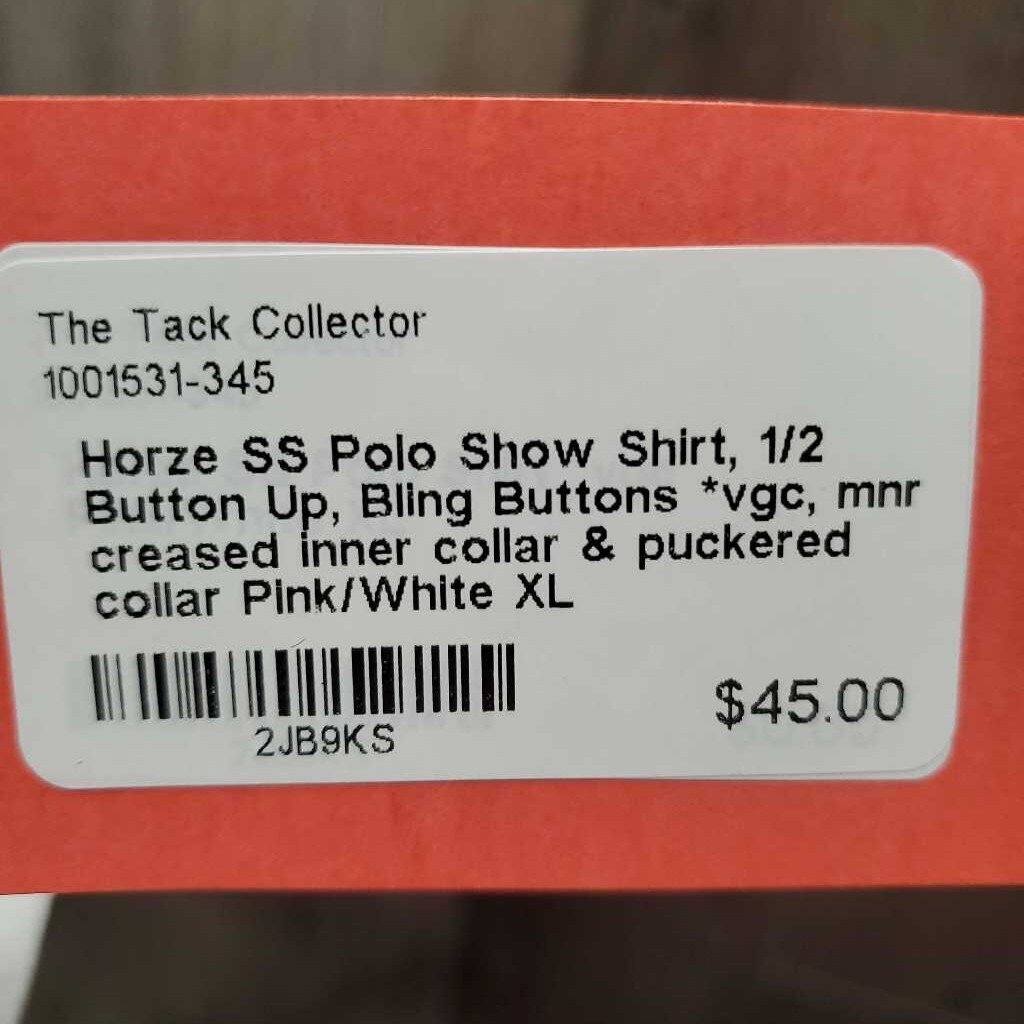 The Tack Collector
1001531-345
Horze SS Polo Show Shirt, 1/2
Button Up, Bling Buttons *vgc, mnr
creased inner collar & puckered
collar Pink/White XL
2JB9KS
$45.00